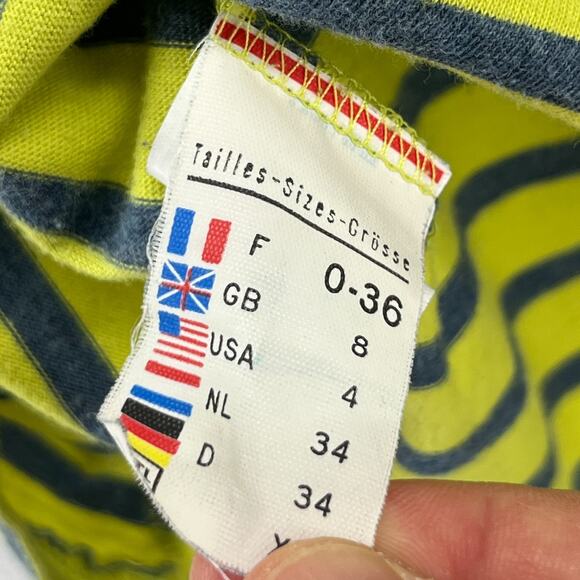 Tailles-Sizes-Grösse
F 0-36
GB 8
USA 4
NL 34
D 34